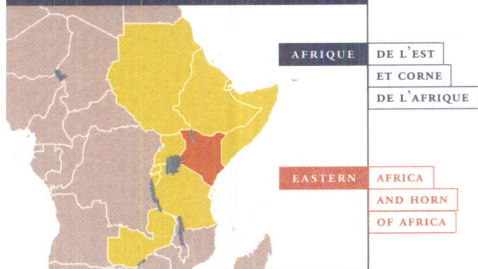 AFRIQUE DE L'EST
ET CORNE
DE L'AFRIQUE
EASTERN AFRICA
AND HORN
OF AFRICA